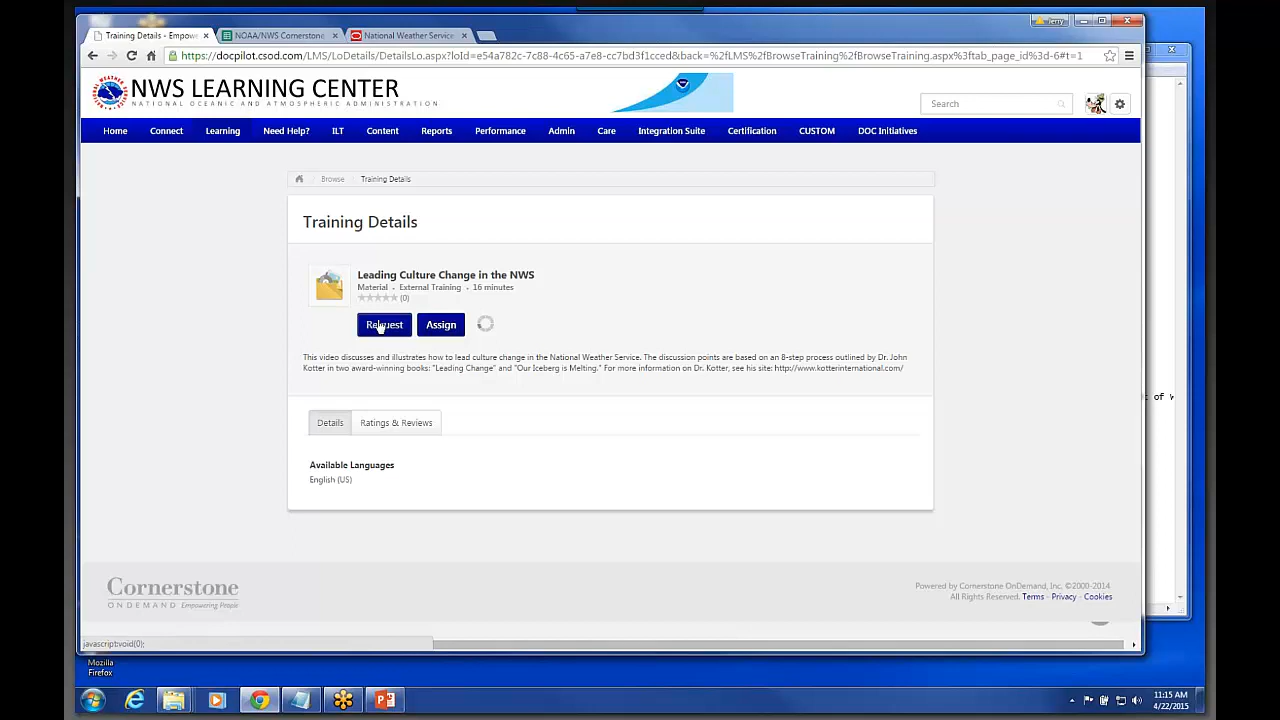 Jerry
Training Details - Empow
NOAA/NWS Cornerstone
National Weather Service
https://docpilot.csod.com/LMS/LoDetails/DetailsLo.aspx?loId=e54a782c-7c88-4c65-a7e8-cc7bd3f1cced&back=%2fLMS%2fBrowseTraining%2fBrowseTraining.aspx%3ftab_page_id%3d-6#t=1
NWS LEARNING CENTER
NATIONAL OCEANIC AND ATMOSPHERIC ADMINISTRATION
Search
Home Connect Learning Need Help? ILT Content Reports Performance Admin Care Integration Suite Certification CUSTOM DOC Initiatives
Browse Training Details
Training Details
Leading Culture Change in the NWS
Material • External Training • 16 minutes
(0)
Request Assign
This video discusses and illustrates how to lead culture change in the National Weather Service. The discussion points are based on an 8-step process outlined by Dr. John
Kotter in two award-winning books: "Leading Change" and "Our Iceberg is Melting." For more information on Dr. Kotter, see his site: http://www.kotterinternational.com/
: of W
Details Ratings & Reviews
Available Languages
English (US)
Cornerstone
ONDEMAND Empowering People
Powered by Cornerstone OnDemand, Inc. ©2000-2014.
All Rights Reserved. Terms - Privacy - Cookies
javascript:void(0);
Mozilla
Firefox
11:15 AM
4/22/2015